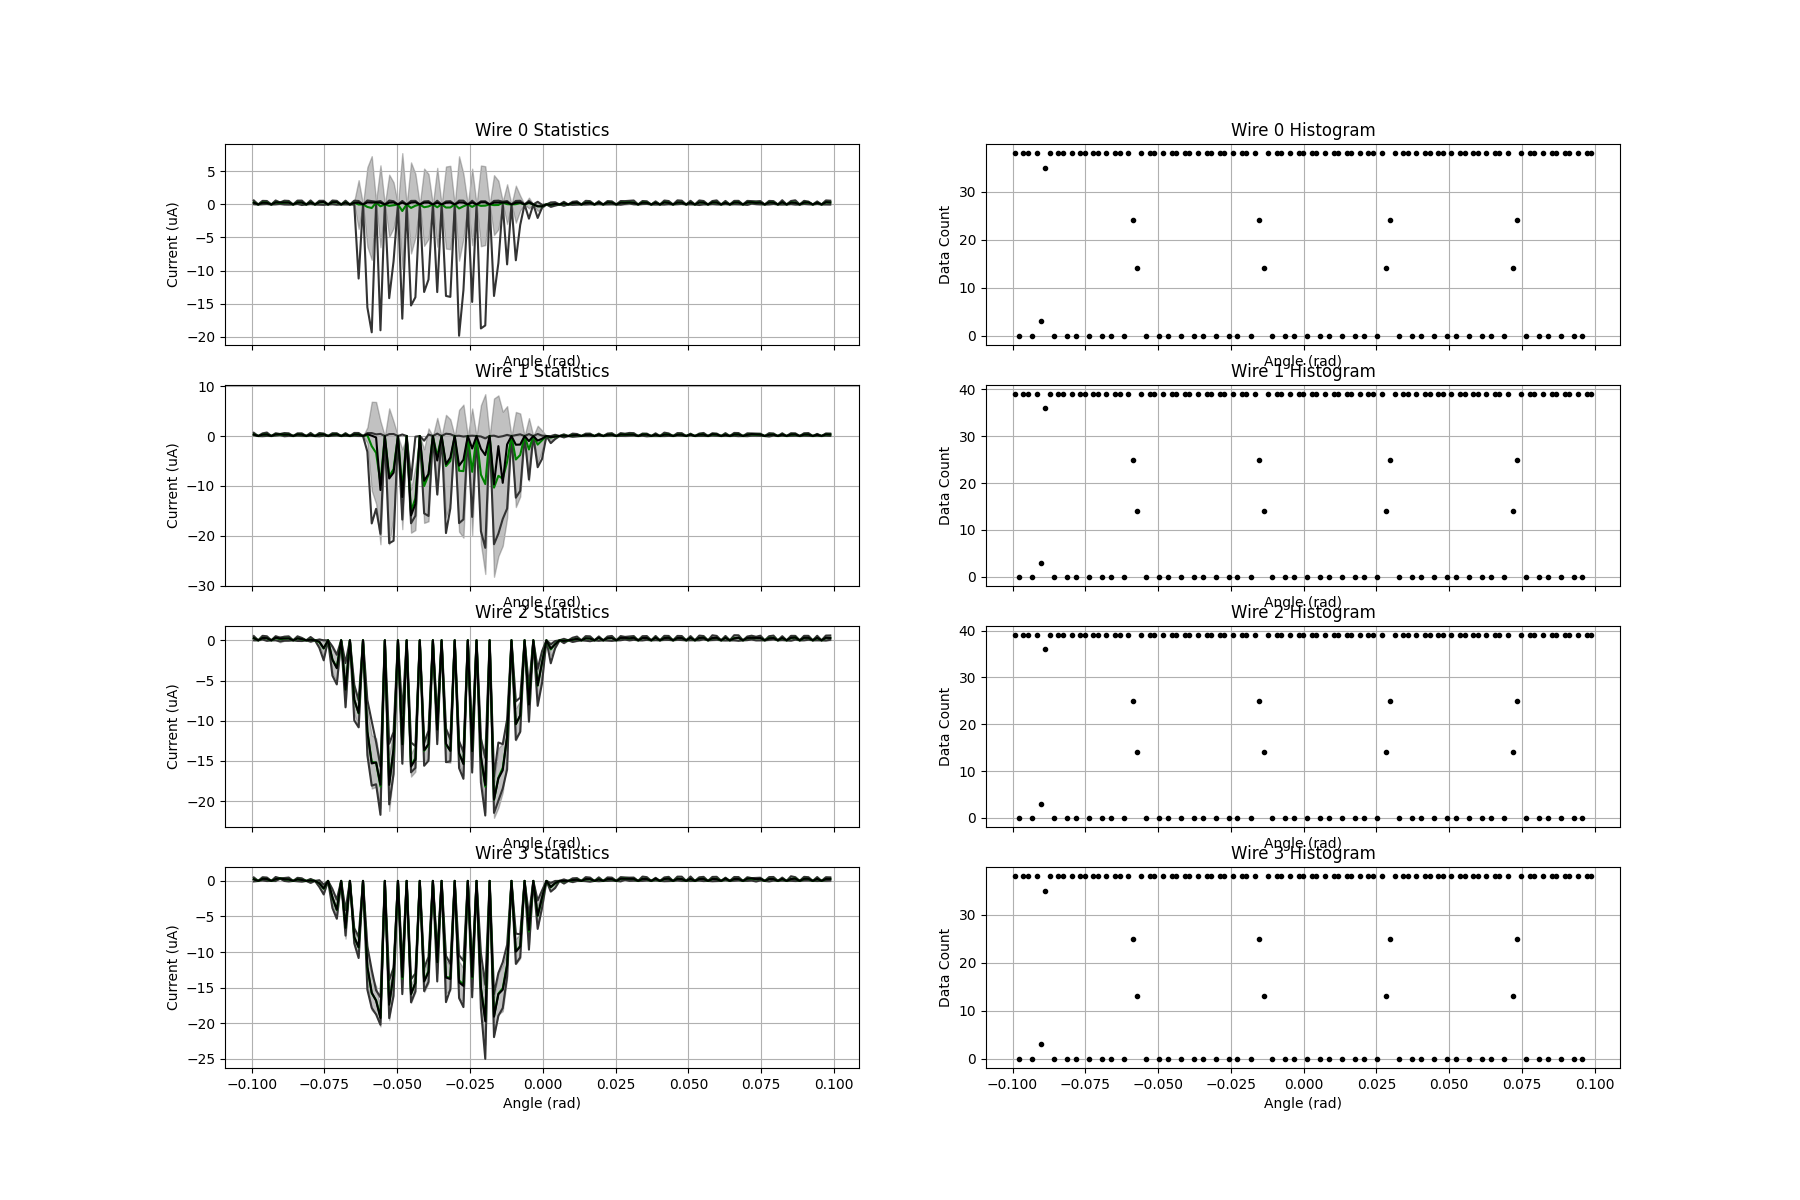 Wire 0 Statistics
5
0
−5
−10
−15
−20
Current (uA)
Angle (rad)
Wire 0 Histogram
30
20
10
0
Data Count
Angle (rad)
Wire 1 Statistics
10
0
−10
−20
−30
Current (uA)
Angle (rad)
Wire 1 Histogram
40
30
20
10
0
Data Count
Angle (rad)
Wire 2 Statistics
0
−5
−10
−15
−20
Current (uA)
Angle (rad)
Wire 2 Histogram
40
30
20
10
0
Data Count
Angle (rad)
Wire 3 Statistics
0
−5
−10
−15
−20
−25
Current (uA)
−0.100 −0.075 −0.050 −0.025 0.000 0.025 0.050 0.075 0.100
Angle (rad)
Wire 3 Histogram
30
20
10
0
Data Count
−0.100 −0.075 −0.050 −0.025 0.000 0.025 0.050 0.075 0.100
Angle (rad)